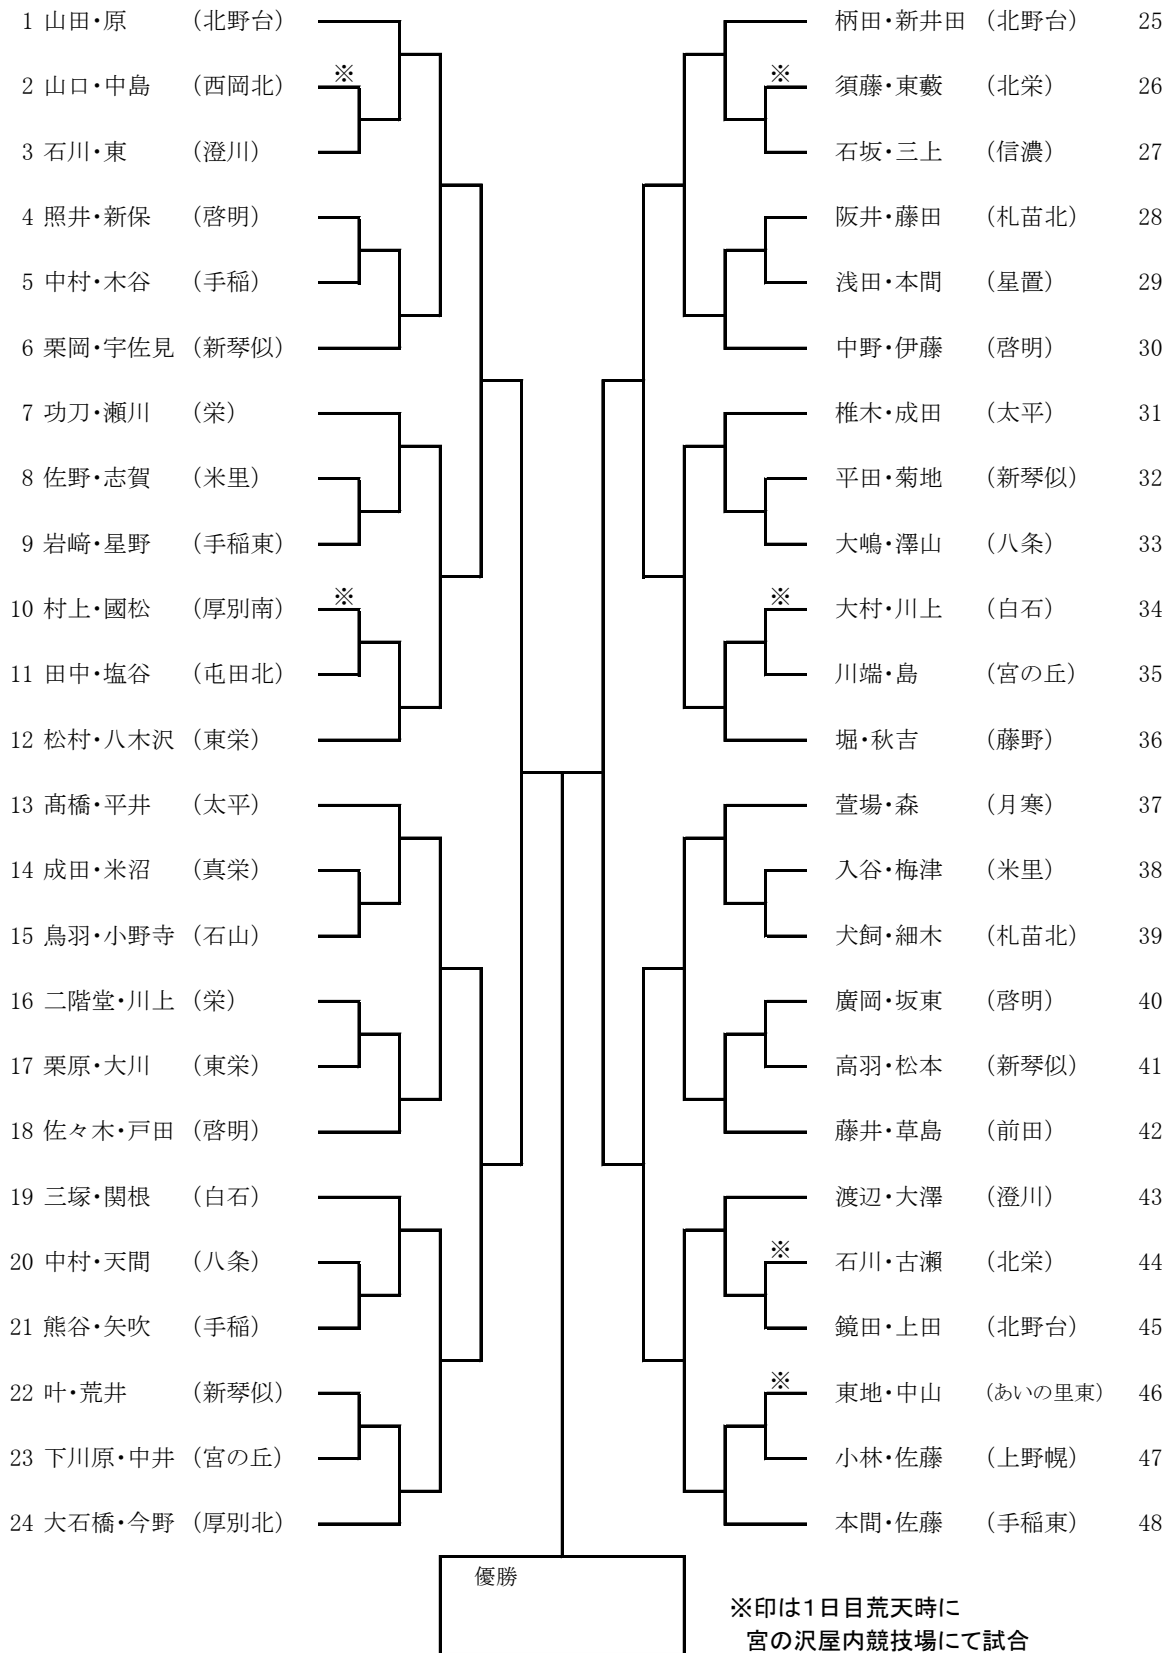 1 山田・原 （北野台）
2 山口・中島 （西岡北） ※
3 石川・東 （澄川）
4 照井・新保 （啓明）
5 中村・木谷 （手稲）
6 栗岡・宇佐見 （新琴似）
7 功刀・瀬川 （栄）
8 佐野・志賀 （米里）
9 岩﨑・星野 （手稲東）
10 村上・國松 （厚別南） ※
11 田中・塩谷 （屯田北）
12 松村・八木沢 （東栄）
13 髙橋・平井 （太平）
14 成田・米沼 （真栄）
15 鳥羽・小野寺 （石山）
16 二階堂・川上 （栄）
17 栗原・大川 （東栄）
18 佐々木・戸田 （啓明）
19 三塚・関根 （白石）
20 中村・天間 （八条）
21 熊谷・矢吹 （手稲）
22 叶・荒井 （新琴似）
23 下川原・中井 （宮の丘）
24 大石橋・今野 （厚別北）
柄田・新井田 （北野台） 25
※ 須藤・東藪 （北栄） 26
石坂・三上 （信濃） 27
阪井・藤田 （札苗北） 28
浅田・本間 （星置） 29
中野・伊藤 （啓明） 30
椎木・成田 （太平） 31
平田・菊地 （新琴似） 32
大嶋・澤山 （八条） 33
※ 大村・川上 （白石） 34
川端・島 （宮の丘） 35
堀・秋吉 （藤野） 36
萱場・森 （月寒） 37
入谷・梅津 （米里） 38
犬飼・細木 （札苗北） 39
廣岡・坂東 （啓明） 40
高羽・松本 （新琴似） 41
藤井・草島 （前田） 42
渡辺・大澤 （澄川） 43
※ 石川・古瀬 （北栄） 44
鏡田・上田 （北野台） 45
※ 東地・中山 （あいの里東） 46
小林・佐藤 （上野幌） 47
本間・佐藤 （手稲東） 48
優勝
※印は1日目荒天時に
宮の沢屋内競技場にて試合